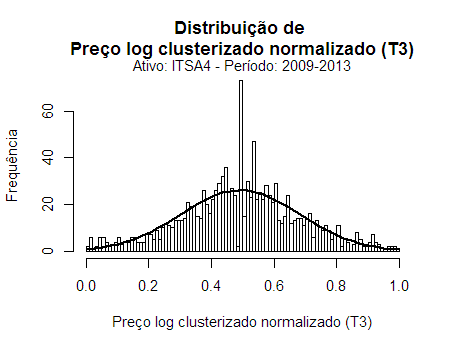 Distribuição de
Preço log clusterizado normalizado (T3)
Ativo: ITSA4 - Período: 2009-2013
Frequência
60
40
20
0
0.0 0.2 0.4 0.6 0.8 1.0
Preço log clusterizado normalizado (T3)